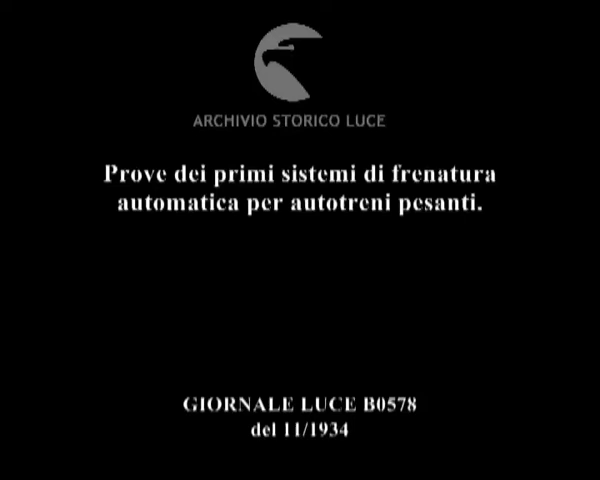 ARCHIVIO STORICO LUCE
Prove dei primi sistemi di frenatura
automatica per autotreni pesanti.
GIORNALE LUCE B0578
del 11/1934